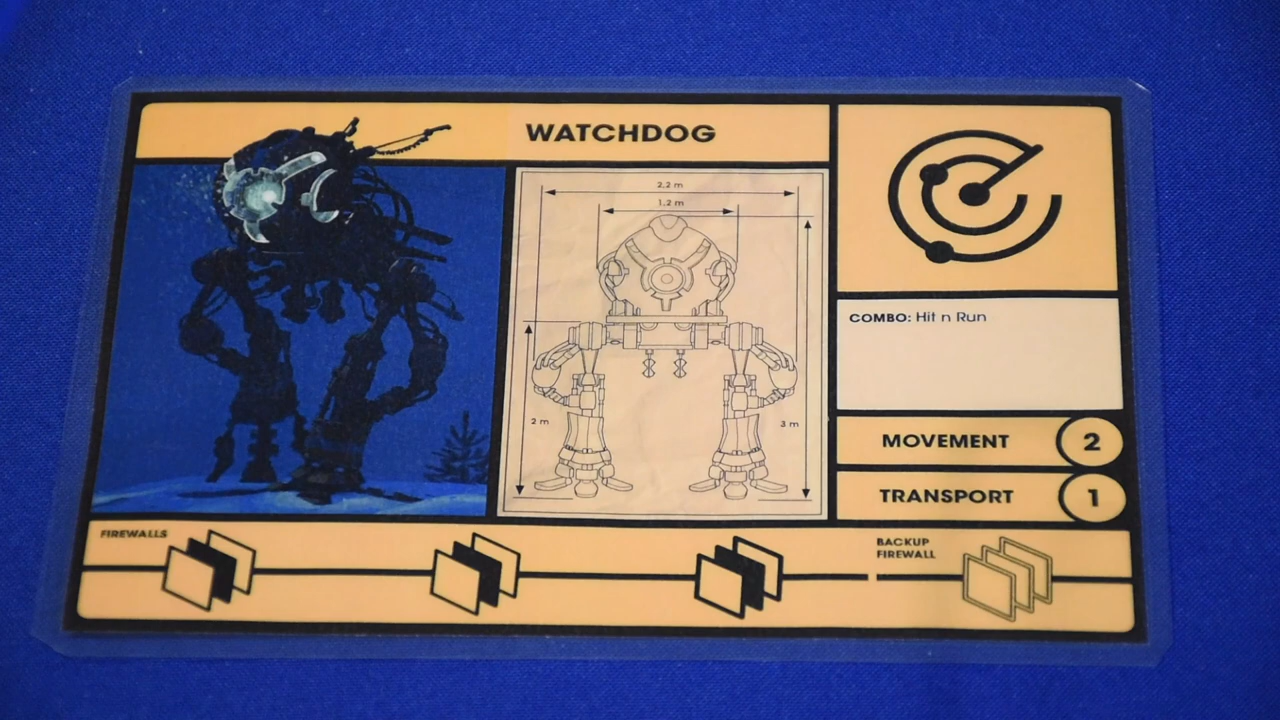 WATCHDOG
2,2 m
1,2 m
2 m
3 m
COMBO: Hit n Run
MOVEMENT 2
TRANSPORT 1
FIREWALLS
BACKUP
FIREWALL